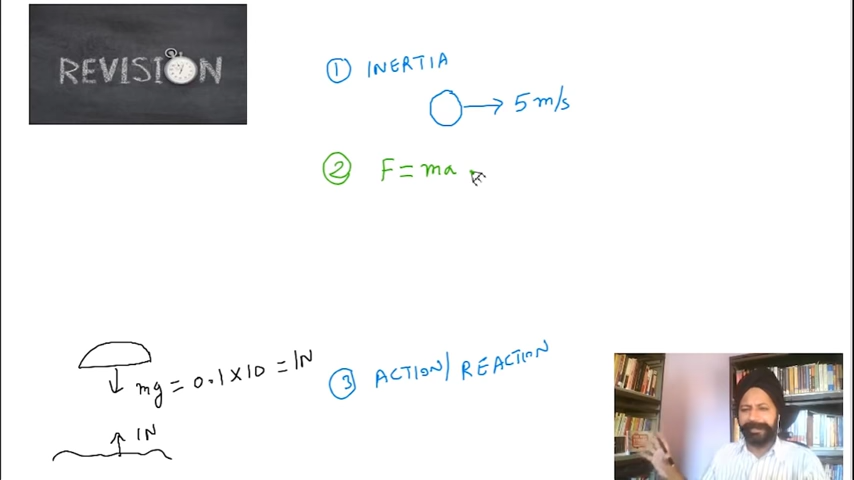 REVISION
① INERTIA
5 m/s
② F = ma
mg = 0.1 × 10 = 1N
1N
③ ACTION/REACTION